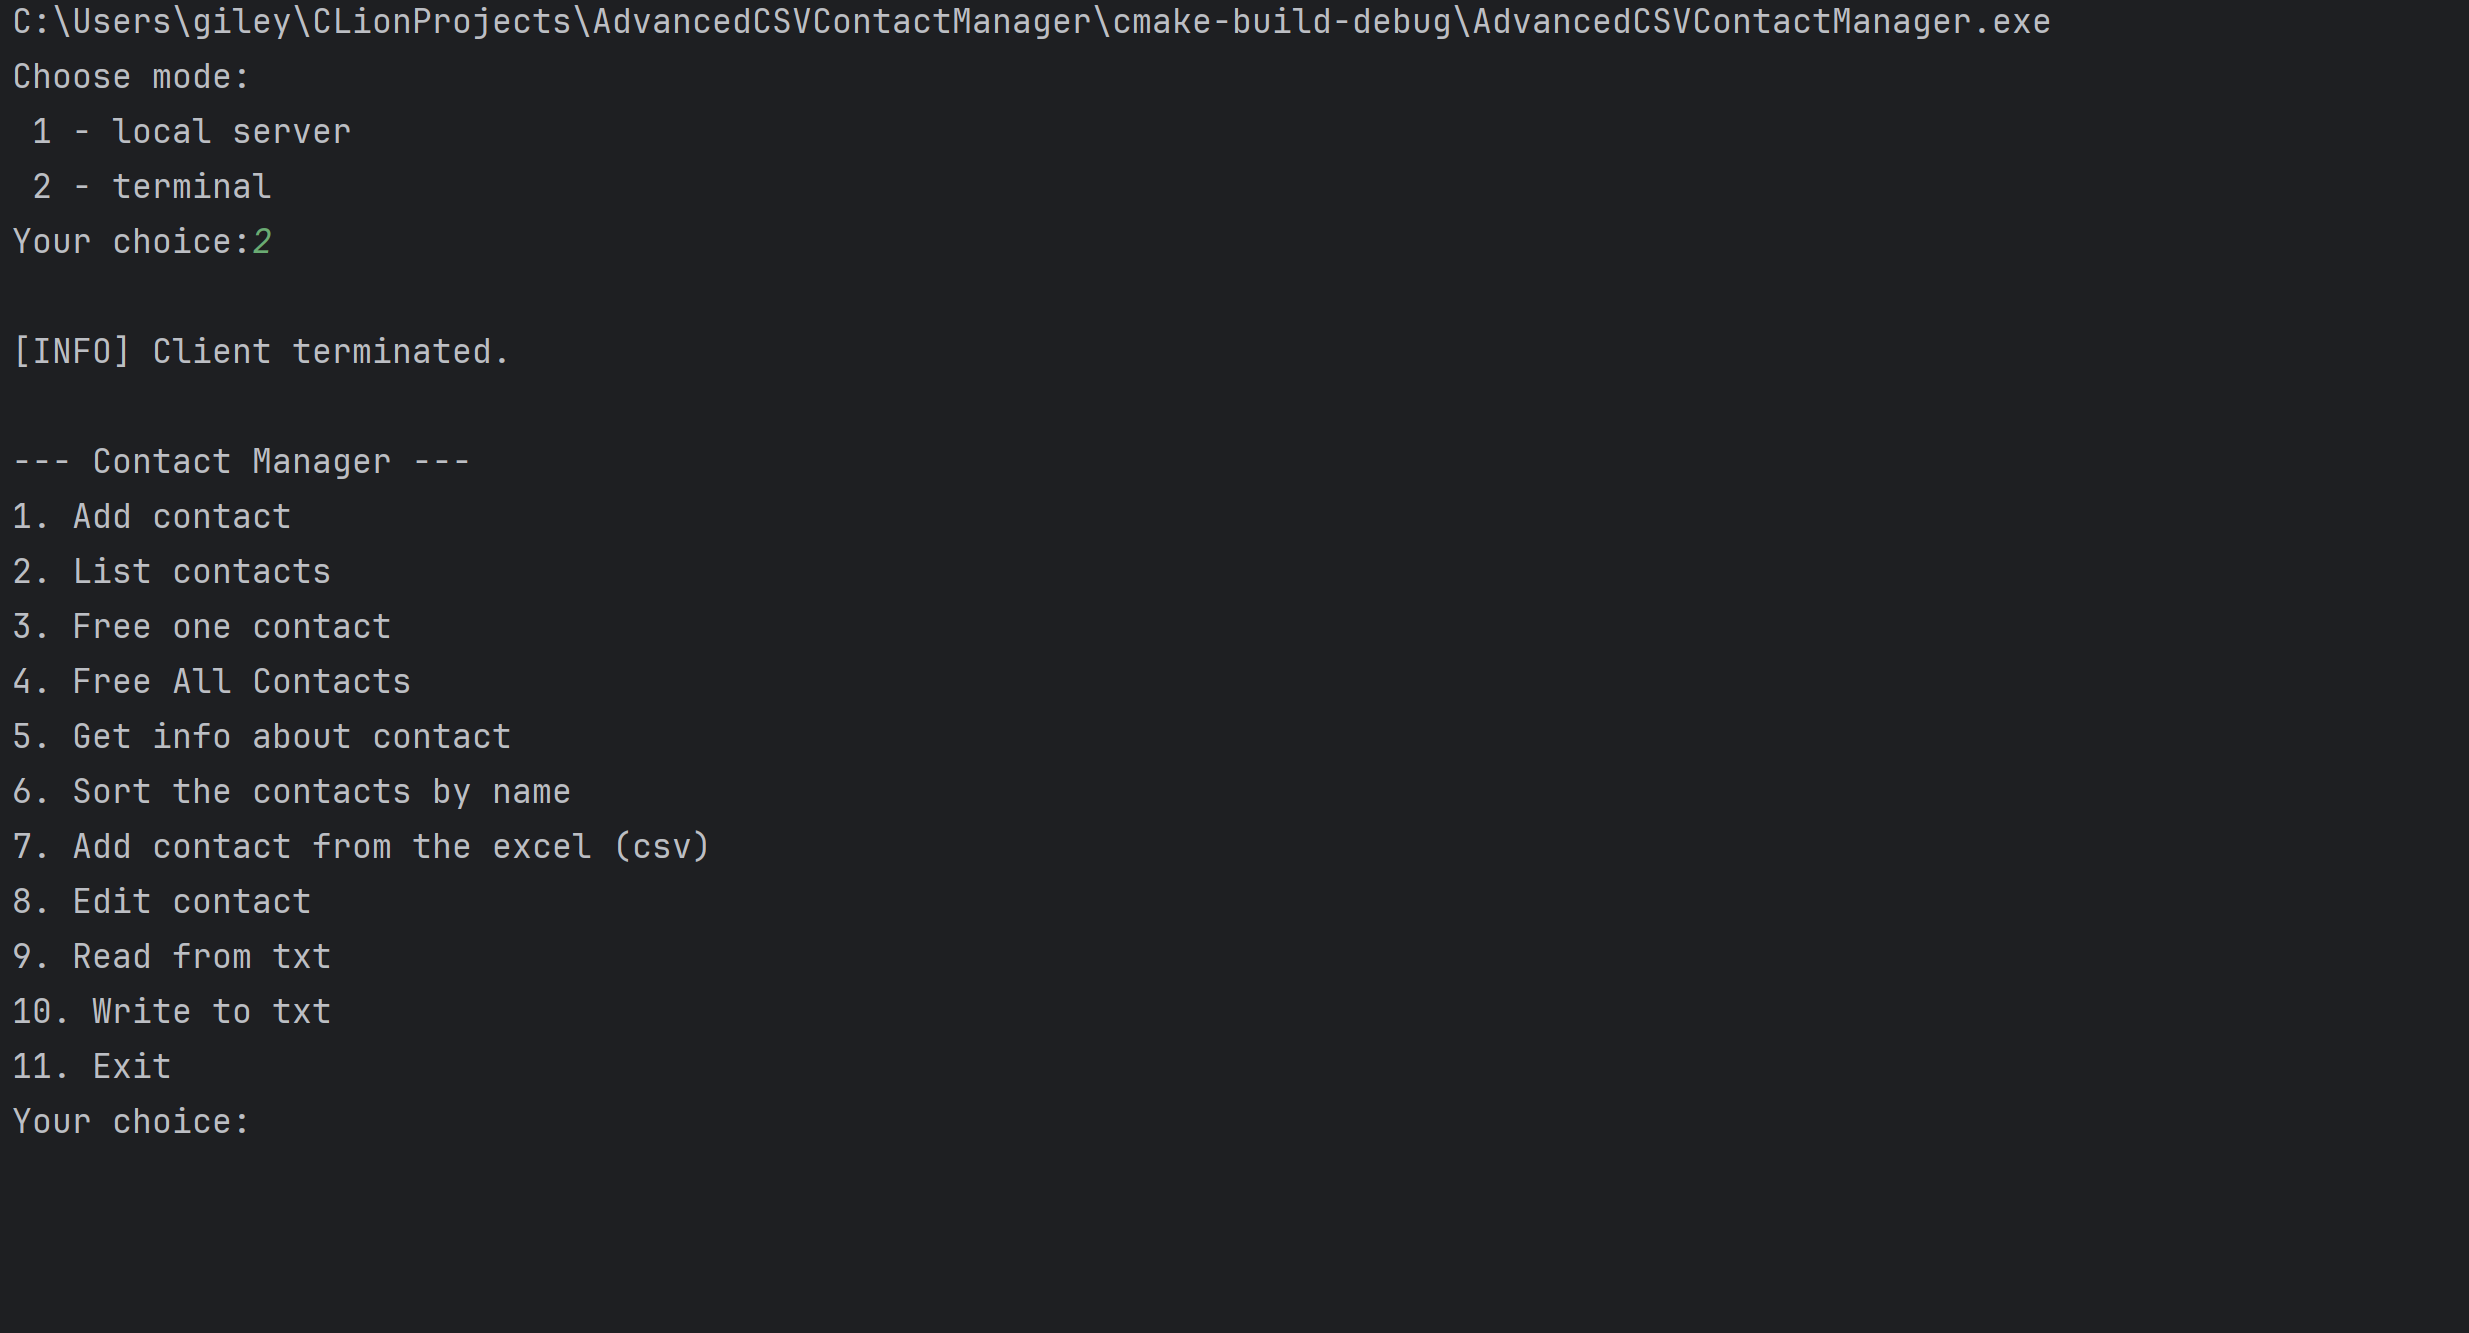 C:\Users\giley\CLionProjects\AdvancedCSVContactManager\cmake-build-debug\AdvancedCSVContactManager.exe
Choose mode:
 1 - local server
 2 - terminal
Your choice:2
[INFO] Client terminated.
--- Contact Manager ---
1. Add contact
2. List contacts
3. Free one contact
4. Free All Contacts
5. Get info about contact
6. Sort the contacts by name
7. Add contact from the excel (csv)
8. Edit contact
9. Read from txt
10. Write to txt
11. Exit
Your choice: